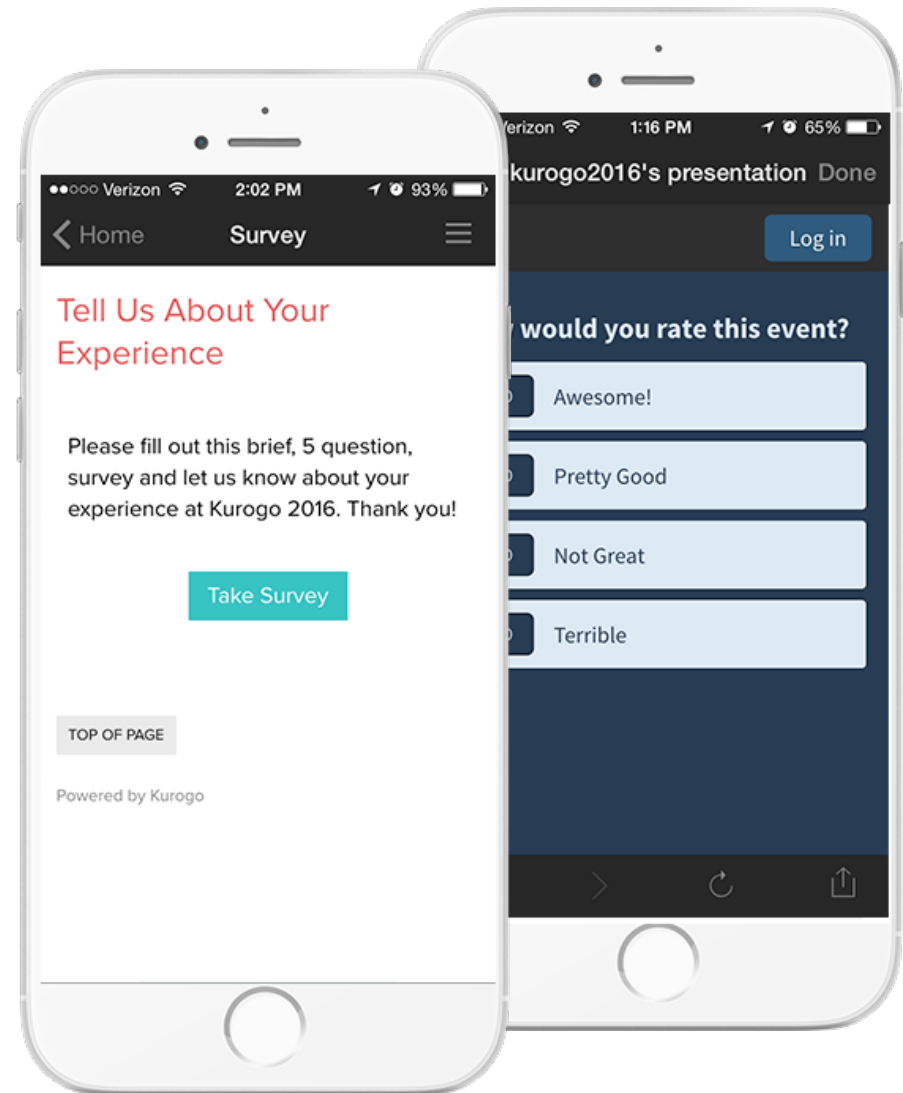 Verizon 2:02 PM 93%
Home Survey
Tell Us About Your
Experience
Please fill out this brief, 5 question,
survey and let us know about your
experience at Kurogo 2016. Thank you!
Take Survey
TOP OF PAGE
Powered by Kurogo
erizon 1:16 PM 65%
kurogo2016's presentation Done
Log in
would you rate this event?
Awesome!
Pretty Good
Not Great
Terrible